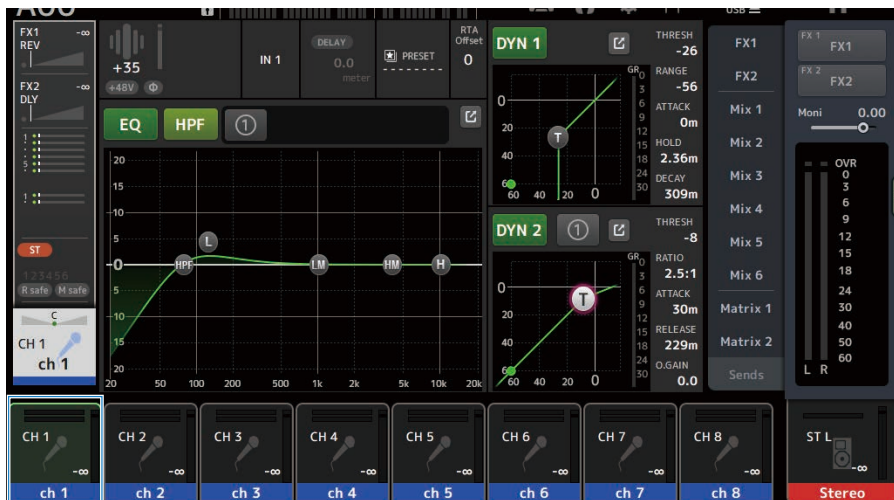 FX1 -∞
REV
FX2 -∞
DLY
ST
123456
R safe M safe
C
CH 1
ch 1
+35
+48V Φ
IN 1
DELAY
0.0
meter
PRESET
RTA
Offset
0
EQ HPF 1
20
15
10
5
0
5
10
15
20
HPF L LM HM H
20 50 100 200 500 1k 2k 5k 10k 20k
DYN 1
0
20
40
60
60 40 20 0
T
GR
0
3
6
9
12
15
18
24
30
THRESH
-26
RANGE
-56
ATTACK
0m
HOLD
2.36m
DECAY
309m
DYN 2 1
0
20
40
60
60 40 20 0
T
GR
0
3
6
9
12
15
18
24
30
THRESH
-8
RATIO
2.5:1
ATTACK
30m
RELEASE
229m
O.GAIN
0.0
USB
FX1
FX2
Mix 1
Mix 2
Mix 3
Mix 4
Mix 5
Mix 6
Matrix 1
Matrix 2
Sends
FX 1
FX1
FX 2
FX2
Moni 0.00
OVR
0
3
6
9
12
15
18
24
30
40
50
60
L R
CH 1 -∞
ch 1
CH 2 -∞
ch 2
CH 3 -∞
ch 3
CH 4 -∞
ch 4
CH 5 -∞
ch 5
CH 6 -∞
ch 6
CH 7 -∞
ch 7
CH 8 -∞
ch 8
ST L -∞
Stereo